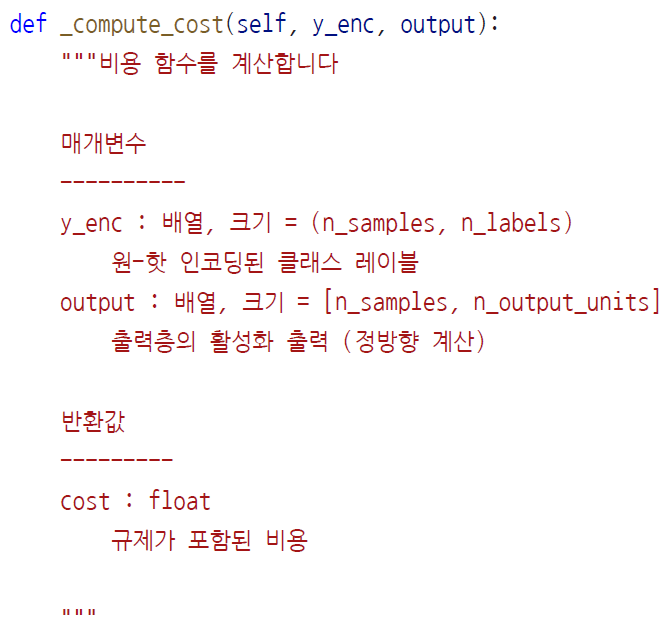 def _compute_cost(self, y_enc, output):
"""비용 함수를 계산합니다
매개변수
----------
y_enc : 배열, 크기 = (n_samples, n_labels)
원-핫 인코딩된 클래스 레이블
output : 배열, 크기 = [n_samples, n_output_units]
출력층의 활성화 출력 (정방향 계산)
반환값
---------
cost : float
규제가 포함된 비용
"""